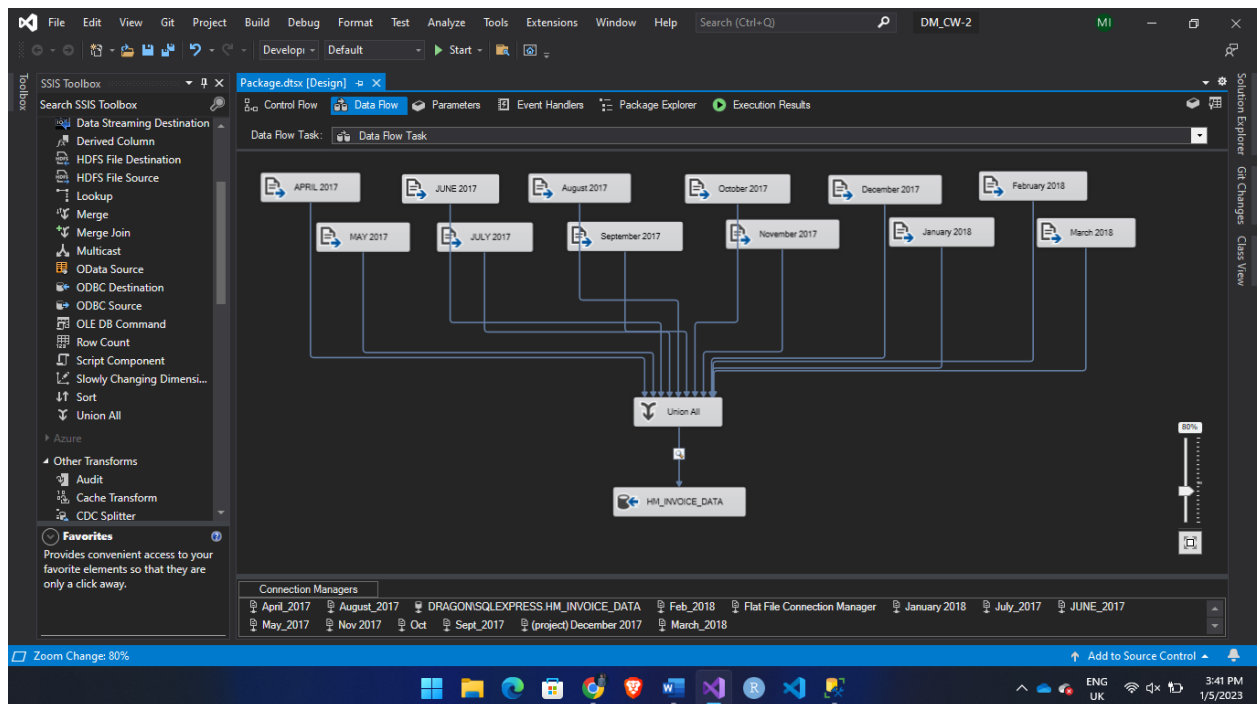 File Edit View Git Project Build Debug Format Test Analyze Tools Extensions Window Help Search (Ctrl+Q) DM_CW-2 MI
Developi Default Start
Toolbox
SSIS Toolbox
Search SSIS Toolbox
Data Streaming Destination
Derived Column
HDFS File Destination
HDFS File Source
Lookup
Merge
Merge Join
Multicast
OData Source
ODBC Destination
ODBC Source
OLE DB Command
Row Count
Script Component
Slowly Changing Dimensi...
Sort
Union All
Azure
Other Transforms
Audit
Cache Transform
CDC Splitter
Favorites
Provides convenient access to your
favorite elements so that they are
only a click away.
Package.dtsx [Design]
Control Flow Data Flow Parameters Event Handlers Package Explorer Execution Results
Data Flow Task: Data Flow Task
APRIL 2017 JUNE 2017 August 2017 October 2017 December 2017 February 2018
MAY 2017 JULY 2017 September 2017 November 2017 January 2018 March 2018
Union All
HM_INVOICE_DATA
80%
Connection Managers
April_2017 August_2017 DRAGON\SQLEXPRESS.HM_INVOICE_DATA Feb_2018 Flat File Connection Manager January 2018 July_2017 JUNE_2017
May_2017 Nov 2017 Oct Sept_2017 (project) December 2017 March_2018
Solution Explorer
Git Changes
Class View
Zoom Change: 80% Add to Source Control
ENG
UK
3:41 PM
1/5/2023